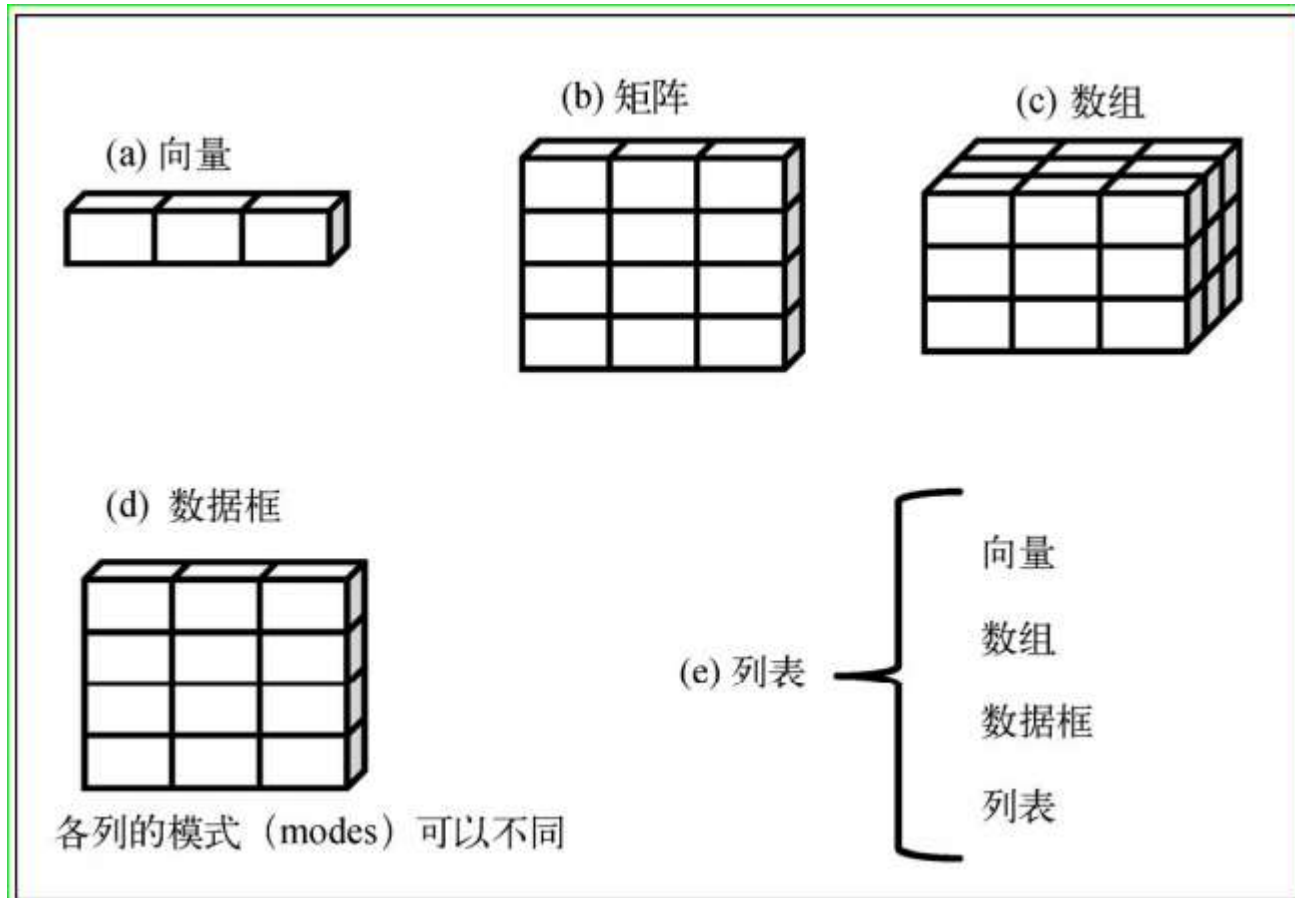 (a) 向量
(b) 矩阵
(c) 数组
(d) 数据框
各列的模式（modes）可以不同
(e) 列表
向量
数组
数据框
列表